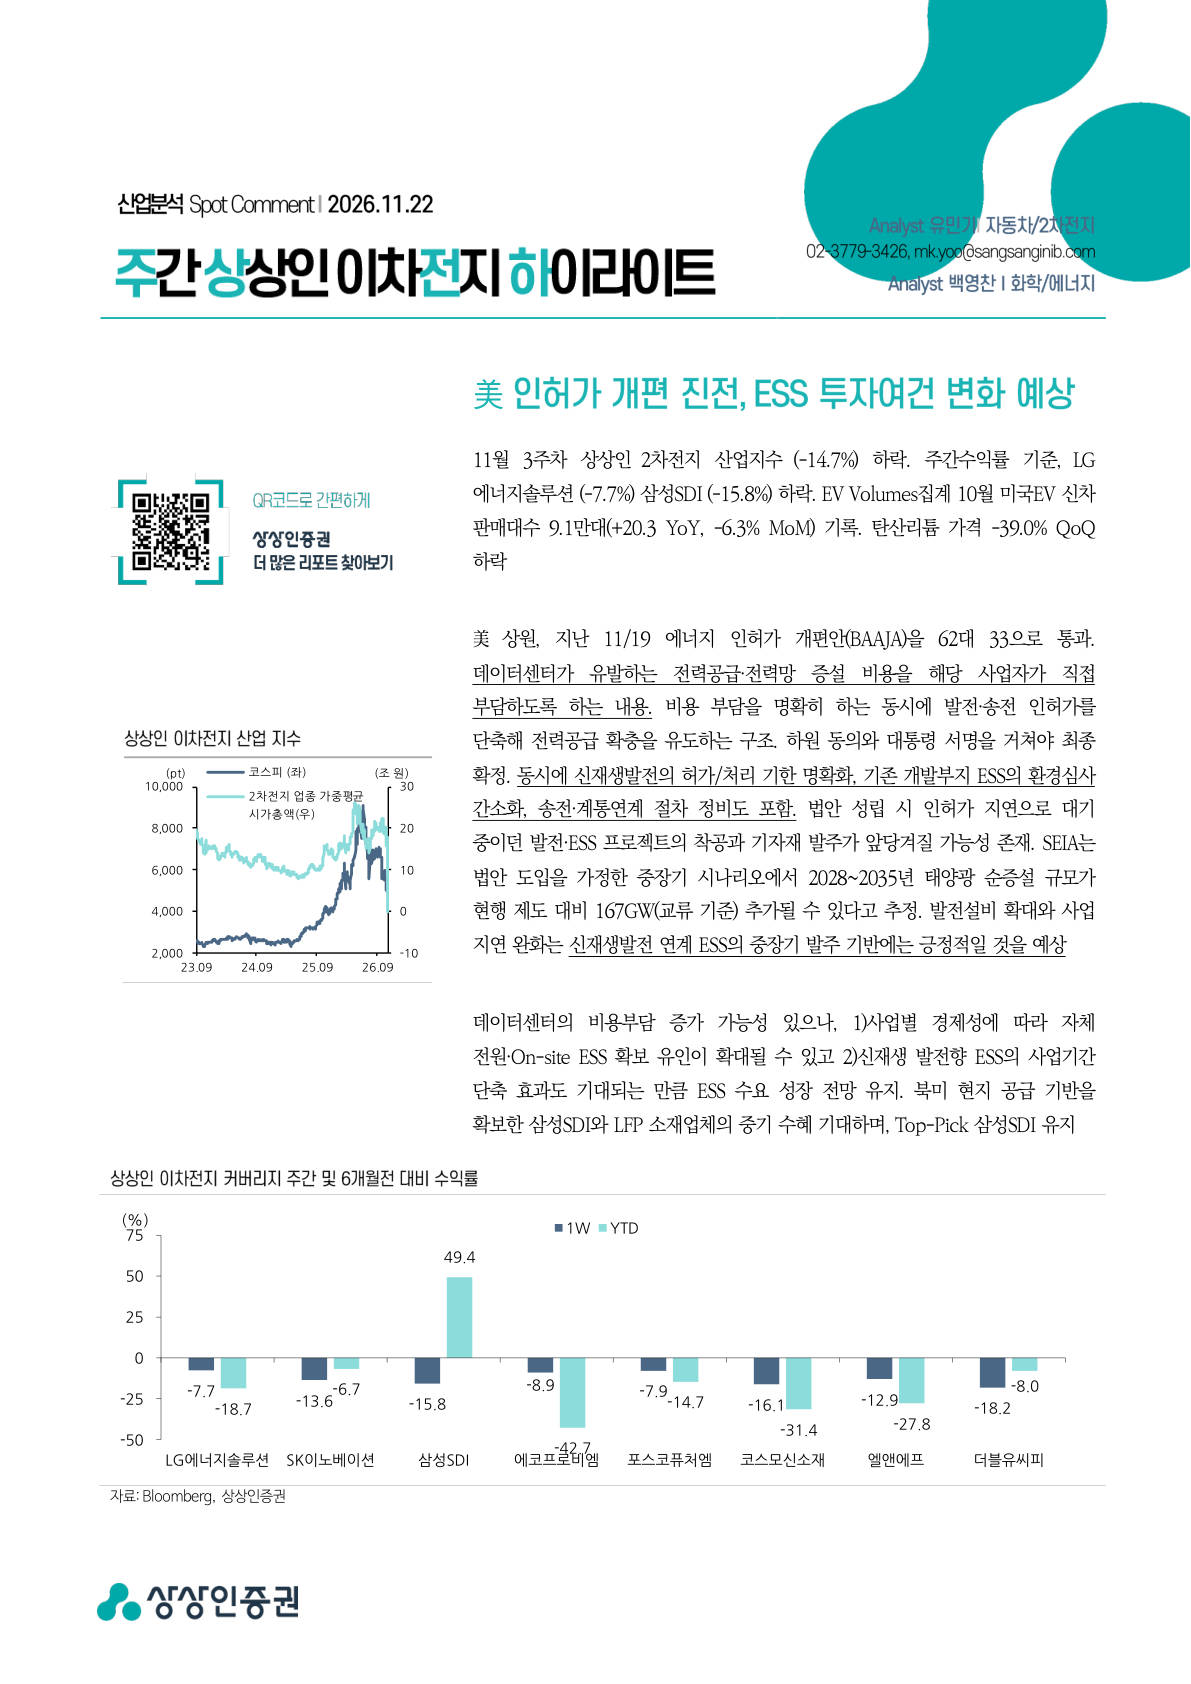 산업분석 Spot Comment | 2026.11.22
주간 상상인 이차전지 하이라이트
Analyst 유민기 자동차/2차전지
02-3779-3426, mk.yoo@sangsanginib.com
Analyst 백영찬 I 화학/에너지
美 인허가 개편 진전, ESS 투자여건 변화 예상
11월 3주차 상상인 2차전지 산업지수 (-14.7%) 하락. 주간수익률 기준, LG
에너지솔루션 (-7.7%) 삼성SDI (-15.8%) 하락. EV Volumes집계 10월 미국EV 신차
판매대수 9.1만대(+20.3 YoY, -6.3% MoM) 기록. 탄산리튬 가격 -39.0% QoQ
하락
QR코드로 간편하게
상상인증권
더 많은 리포트 찾아보기
美 상원, 지난 11/19 에너지 인허가 개편안(BAAJA)을 62대 33으로 통과.
데이터센터가 유발하는 전력공급·전력망 증설 비용을 해당 사업자가 직접
부담하도록 하는 내용. 비용 부담을 명확히 하는 동시에 발전·송전 인허가를
단축해 전력공급 확충을 유도하는 구조. 하원 동의와 대통령 서명을 거쳐야 최종
확정. 동시에 신재생발전의 허가/처리 기한 명확화, 기존 개발부지 ESS의 환경심사
간소화, 송전·계통연계 절차 정비도 포함. 법안 성립 시 인허가 지연으로 대기
중이던 발전·ESS 프로젝트의 착공과 기자재 발주가 앞당겨질 가능성 존재. SEIA는
법안 도입을 가정한 중장기 시나리오에서 2028~2035년 태양광 순증설 규모가
현행 제도 대비 167GW(교류 기준) 추가될 수 있다고 추정. 발전설비 확대와 사업
지연 완화는 신재생발전 연계 ESS의 중장기 발주 기반에는 긍정적일 것을 예상
상상인 이차전지 산업 지수
(pt)
코스피 (좌)
(조 원)
2차전지 업종 가중평균
시가총액(우)
10,000
8,000
6,000
4,000
2,000
30
20
10
0
-10
23.09 24.09 25.09 26.09
데이터센터의 비용부담 증가 가능성 있으나, 1)사업별 경제성에 따라 자체
전원·On-site ESS 확보 유인이 확대될 수 있고 2)신재생 발전향 ESS의 사업기간
단축 효과도 기대되는 만큼 ESS 수요 성장 전망 유지. 북미 현지 공급 기반을
확보한 삼성SDI와 LFP 소재업체의 중기 수혜 기대하며, Top-Pick 삼성SDI 유지
상상인 이차전지 커버리지 주간 및 6개월전 대비 수익률
(%)
1W YTD
75
50
25
0
-25
-50
-7.7 -18.7
-13.6 -6.7
-15.8 49.4
-8.9 -42.7
-7.9 -14.7
-16.1 -31.4
-12.9 -27.8
-18.2 -8.0
LG에너지솔루션 SK이노베이션 삼성SDI 에코프로비엠 포스코퓨처엠 코스모신소재 엘앤에프 더블유씨피
자료: Bloomberg, 상상인증권
상상인증권